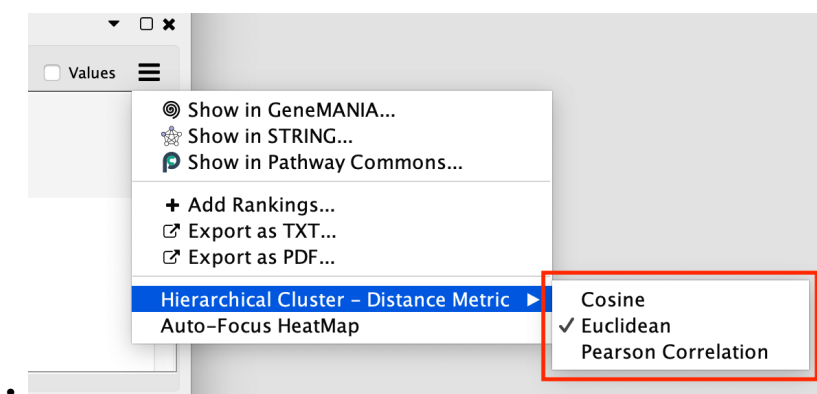 Values
Show in GeneMANIA...
Show in STRING...
Show in Pathway Commons...
Add Rankings...
Export as TXT...
Export as PDF...
Hierarchical Cluster – Distance Metric
Auto-Focus HeatMap
Cosine
Euclidean
Pearson Correlation